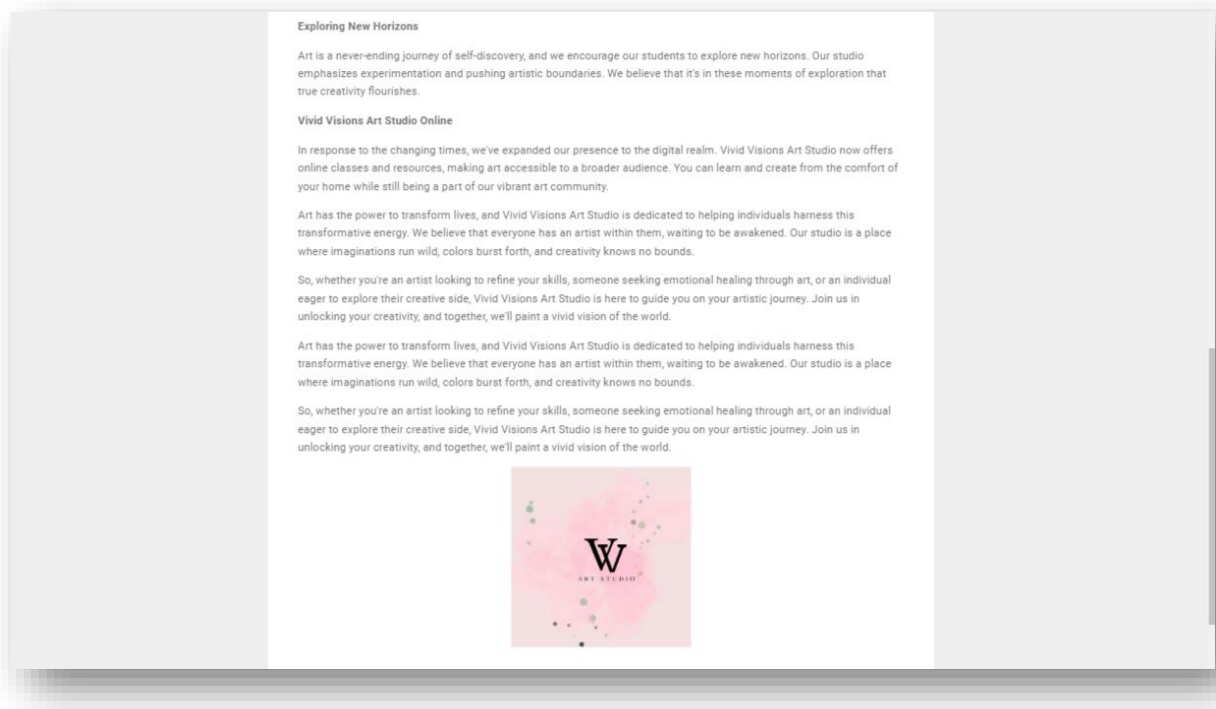 Exploring New Horizons
Art is a never-ending journey of self-discovery, and we encourage our students to explore new horizons. Our studio
emphasizes experimentation and pushing artistic boundaries. We believe that it's in these moments of exploration that
true creativity flourishes.
Vivid Visions Art Studio Online
In response to the changing times, we've expanded our presence to the digital realm. Vivid Visions Art Studio now offers
online classes and resources, making art accessible to a broader audience. You can learn and create from the comfort of
your home while still being a part of our vibrant art community.
Art has the power to transform lives, and Vivid Visions Art Studio is dedicated to helping individuals harness this
transformative energy. We believe that everyone has an artist within them, waiting to be awakened. Our studio is a place
where imaginations run wild, colors burst forth, and creativity knows no bounds.
So, whether you're an artist looking to refine your skills, someone seeking emotional healing through art, or an individual
eager to explore their creative side, Vivid Visions Art Studio is here to guide you on your artistic journey. Join us in
unlocking your creativity, and together, we'll paint a vivid vision of the world.
Art has the power to transform lives, and Vivid Visions Art Studio is dedicated to helping individuals harness this
transformative energy. We believe that everyone has an artist within them, waiting to be awakened. Our studio is a place
where imaginations run wild, colors burst forth, and creativity knows no bounds.
So, whether you're an artist looking to refine your skills, someone seeking emotional healing through art, or an individual
eager to explore their creative side, Vivid Visions Art Studio is here to guide you on your artistic journey. Join us in
unlocking your creativity, and together, we'll paint a vivid vision of the world.
VV
ART STUDIO